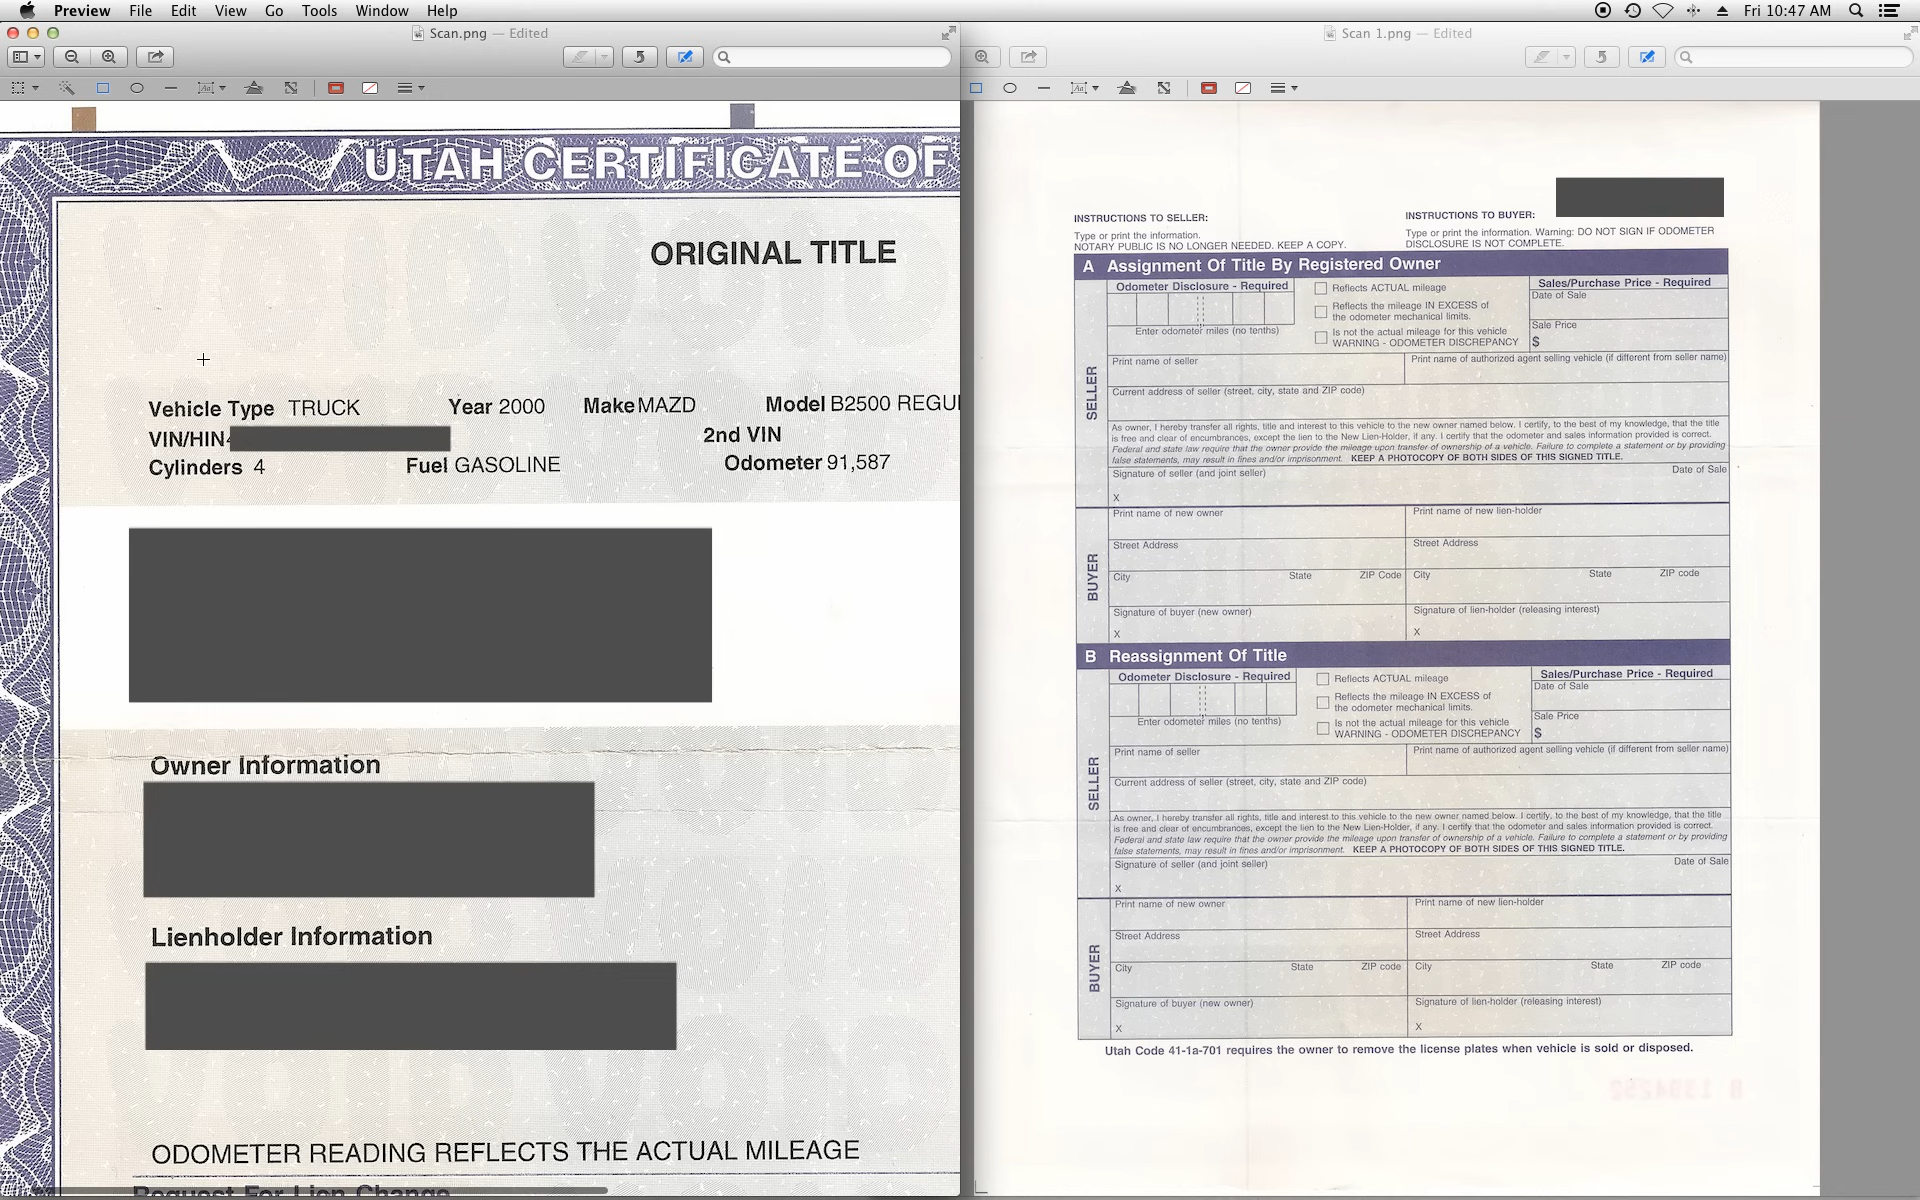 Preview File Edit View Go Tools Window Help
Fri 10:47 AM
Scan.png — Edited
Scan 1.png — Edited
UTAH CERTIFICATE OF
ORIGINAL TITLE
Vehicle Type TRUCK Year 2000 Make MAZD Model B2500
VIN/HIN 2nd VIN
Cylinders 4 Fuel GASOLINE Odometer 91,587
Owner Information
Lienholder Information
ODOMETER READING REFLECTS THE ACTUAL MILEAGE
Request For Lien Change
INSTRUCTIONS TO SELLER:
Type or print the information.
NOTARY PUBLIC IS NO LONGER NEEDED. KEEP A COPY.
INSTRUCTIONS TO BUYER:
Type or print the information. Warning: DO NOT SIGN IF ODOMETER
DISCLOSURE IS NOT COMPLETE.
A Assignment Of Title By Registered Owner
SELLER
Odometer Disclosure - Required
Enter odometer miles (no tenths)
Reflects ACTUAL mileage
Reflects the mileage IN EXCESS of
the odometer mechanical limits.
Is not the actual mileage for this vehicle
WARNING - ODOMETER DISCREPANCY
Sales/Purchase Price - Required
Date of Sale
Sale Price
$
Print name of seller
Print name of authorized agent selling vehicle (if different from seller name)
Current address of seller (street, city, state and ZIP code)
As owner, I hereby transfer all rights, title and interest to this vehicle to the new owner named below. I certify, to the best of my knowledge, that the title
is free and clear of encumbrances, except the lien to the New Lien-Holder, if any. I certify that the odometer and sales information provided is correct.
Federal and state law require that the owner provide the mileage upon transfer of ownership of a vehicle. Failure to complete a statement or by providing
false statements, may result in fines and/or imprisonment. KEEP A PHOTOCOPY OF BOTH SIDES OF THIS SIGNED TITLE.
Signature of seller (and joint seller) Date of Sale
X
BUYER
Print name of new owner Print name of new lien-holder
Street Address Street Address
City State ZIP Code City State ZIP code
Signature of buyer (new owner) Signature of lien-holder (releasing interest)
X X
B Reassignment Of Title
SELLER
Odometer Disclosure - Required
Enter odometer miles (no tenths)
Reflects ACTUAL mileage
Reflects the mileage IN EXCESS of
the odometer mechanical limits.
Is not the actual mileage for this vehicle
WARNING - ODOMETER DISCREPANCY
Sales/Purchase Price - Required
Date of Sale
Sale Price
$
Print name of seller
Print name of authorized agent selling vehicle (if different from seller name)
Current address of seller (street, city, state and ZIP code)
As owner, I hereby transfer all rights, title and interest to this vehicle to the new owner named below. I certify, to the best of my knowledge, that the title
is free and clear of encumbrances, except the lien to the New Lien-Holder, if any. I certify that the odometer and sales information provided is correct.
Federal and state law require that the owner provide the mileage upon transfer of ownership of a vehicle. Failure to complete a statement or by providing
false statements, may result in fines and/or imprisonment. KEEP A PHOTOCOPY OF BOTH SIDES OF THIS SIGNED TITLE.
Signature of seller (and joint seller) Date of Sale
X
BUYER
Print name of new owner Print name of new lien-holder
Street Address Street Address
City State ZIP code City State ZIP code
Signature of buyer (new owner) Signature of lien-holder (releasing interest)
X X
Utah Code 41-1a-701 requires the owner to remove the license plates when vehicle is sold or disposed.